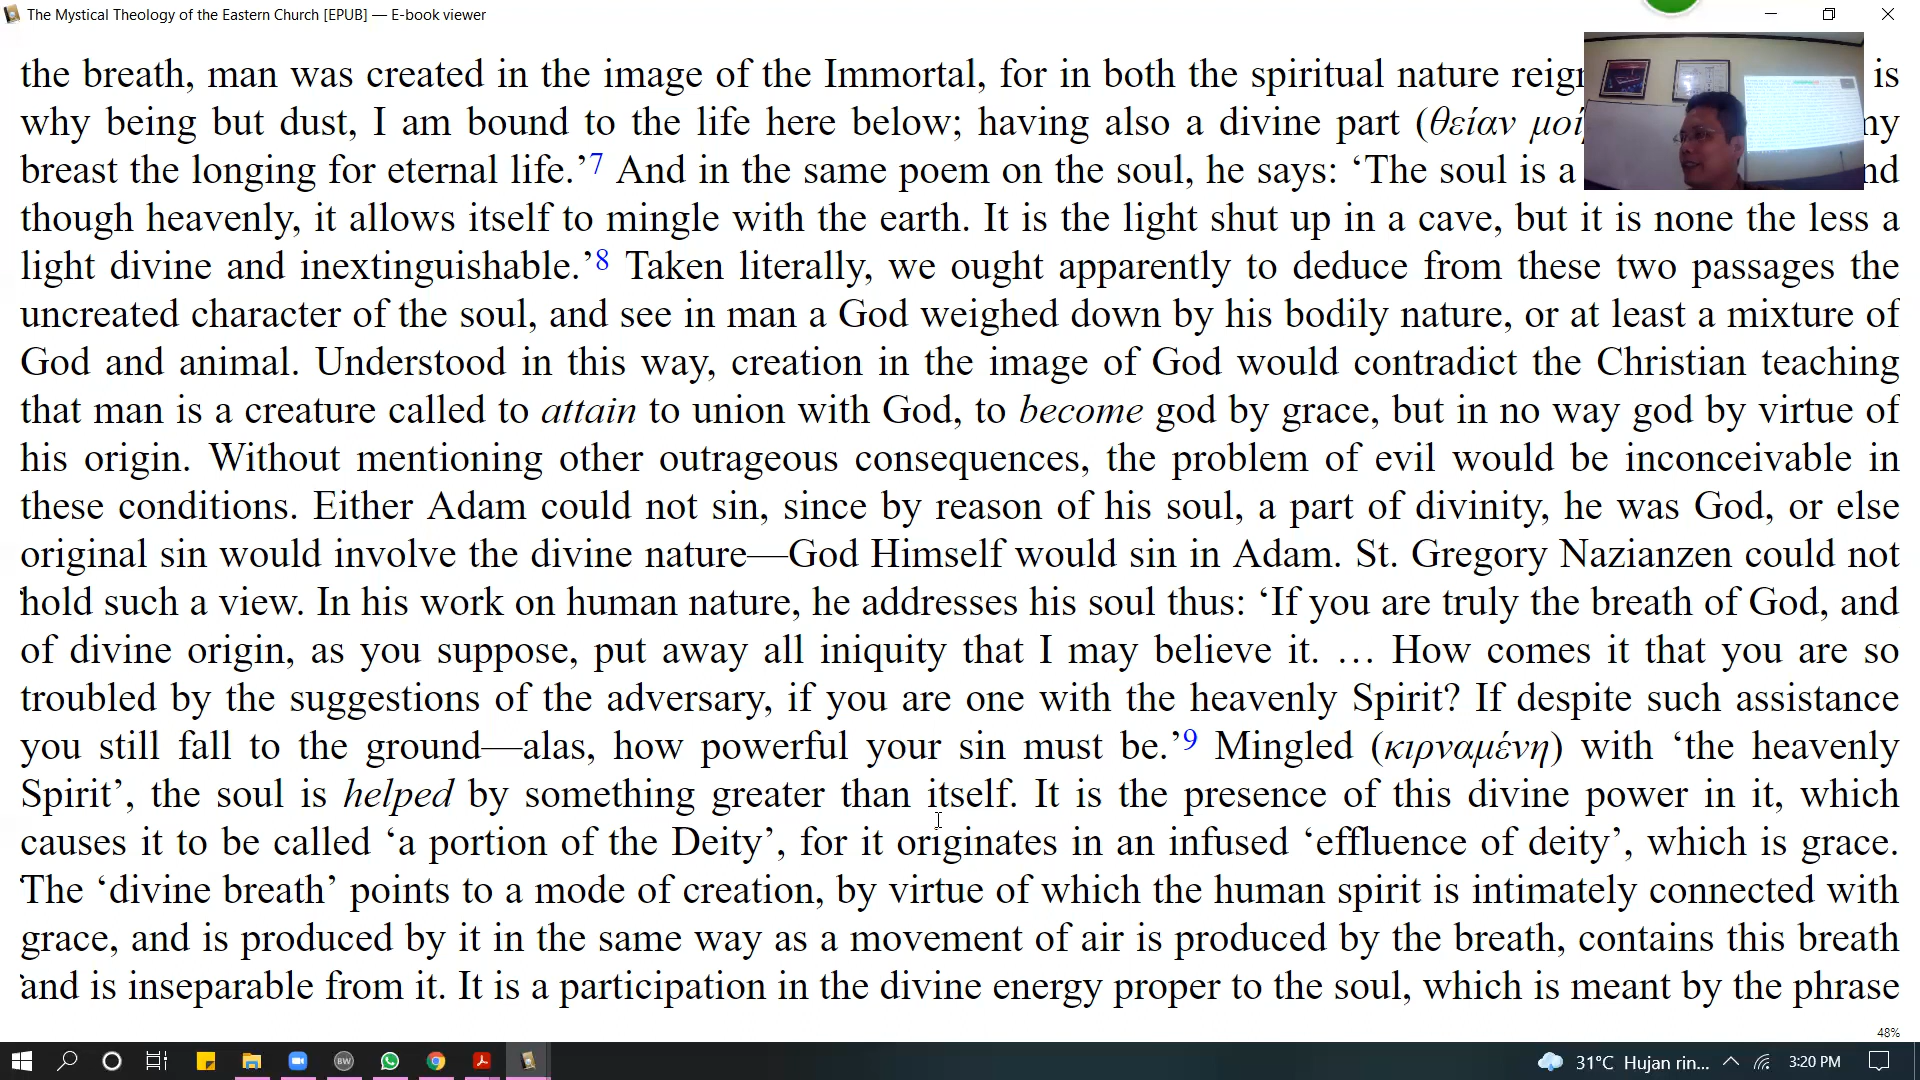 The Mystical Theology of the Eastern Church [EPUB] — E-book viewer
the breath, man was created in the image of the Immortal, for in both the spiritual nature is
why being but dust, I am bound to the life here below; having also a divine part (θείαν
breast the longing for eternal life.’7 And in the same poem on the soul, he says: ‘The soul is a
though heavenly, it allows itself to mingle with the earth. It is the light shut up in a cave, but it is none the less a
light divine and inextinguishable.’8 Taken literally, we ought apparently to deduce from these two passages the
uncreated character of the soul, and see in man a God weighed down by his bodily nature, or at least a mixture of
God and animal. Understood in this way, creation in the image of God would contradict the Christian teaching
that man is a creature called to attain to union with God, to become god by grace, but in no way god by virtue of
his origin. Without mentioning other outrageous consequences, the problem of evil would be inconceivable in
these conditions. Either Adam could not sin, since by reason of his soul, a part of divinity, he was God, or else
original sin would involve the divine nature—God Himself would sin in Adam. St. Gregory Nazianzen could not
hold such a view. In his work on human nature, he addresses his soul thus: ‘If you are truly the breath of God, and
of divine origin, as you suppose, put away all iniquity that I may believe it. … How comes it that you are so
troubled by the suggestions of the adversary, if you are one with the heavenly Spirit? If despite such assistance
you still fall to the ground—alas, how powerful your sin must be.’9 Mingled (κιρναμένη) with ‘the heavenly
Spirit’, the soul is helped by something greater than itself. It is the presence of this divine power in it, which
causes it to be called ‘a portion of the Deity’, for it originates in an infused ‘effluence of deity’, which is grace.
The ‘divine breath’ points to a mode of creation, by virtue of which the human spirit is intimately connected with
grace, and is produced by it in the same way as a movement of air is produced by the breath, contains this breath
and is inseparable from it. It is a participation in the divine energy proper to the soul, which is meant by the phrase
48%
BW
31°C Hujan rin... 3:20 PM